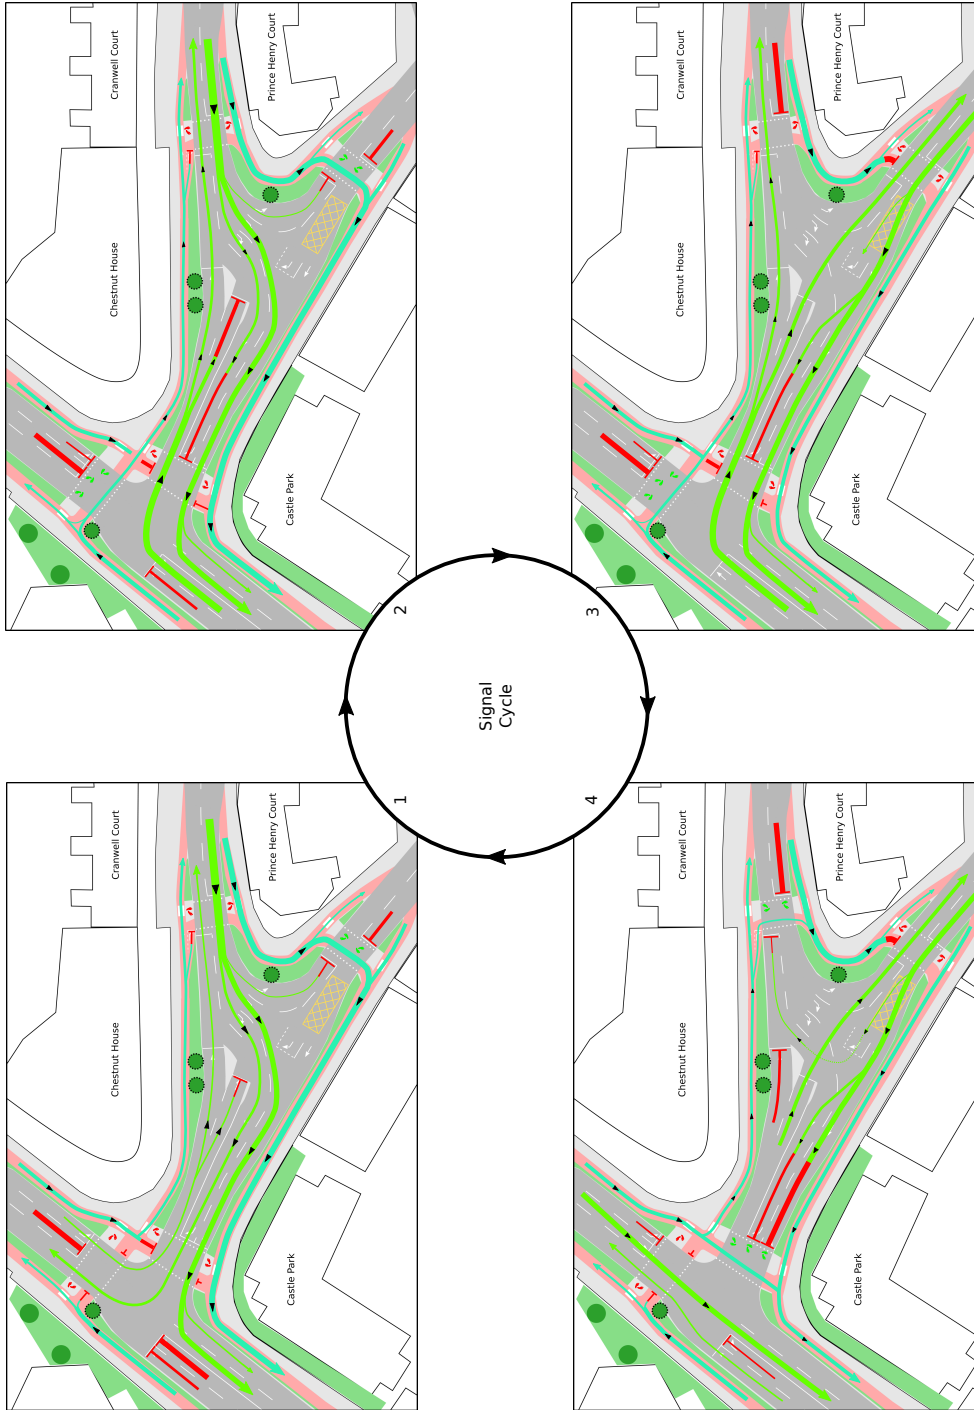 Cranwell Court
Prince Henry Court
Chestnut House
Castle Park
Cranwell Court
Prince Henry Court
Chestnut House
Castle Park
2
3
Signal
Cycle
1
4
Cranwell Court
Prince Henry Court
Chestnut House
Castle Park
Cranwell Court
Prince Henry Court
Chestnut House
Castle Park